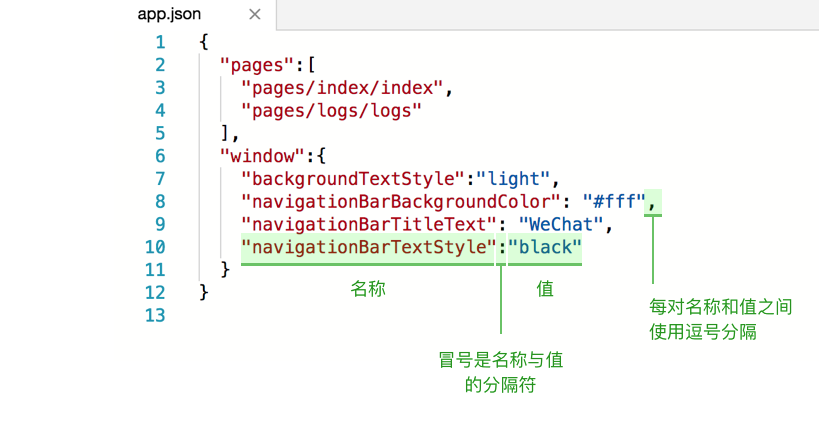 app.json ×
1 {
2 "pages":[
3 "pages/index/index",
4 "pages/logs/logs"
5 ],
6 "window":{
7 "backgroundTextStyle":"light",
8 "navigationBarBackgroundColor": "#fff",
9 "navigationBarTitleText": "WeChat",
10 "navigationBarTextStyle":"black"
11 }
12 }
13
名称
值
每对名称和值之间
使用逗号分隔
冒号是名称与值
的分隔符